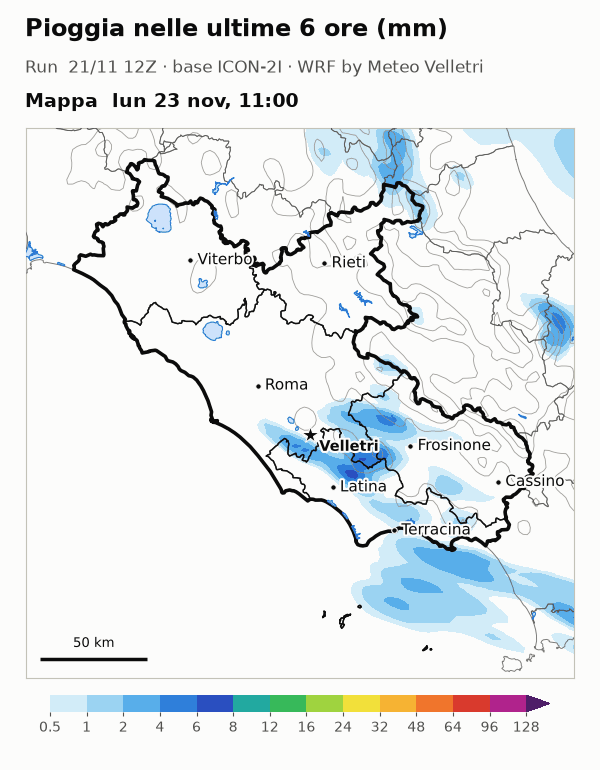 Pioggia nelle ultime 6 ore (mm)
Run 21/11 12Z · base ICON-2I · WRF by Meteo Velletri
Mappa lun 23 nov, 11:00
Viterbo
Rieti
Roma
Velletri
Frosinone
Latina
Cassino
Terracina
50 km
0.5 1 2 4 6 8 12 16 24 32 48 64 96 128